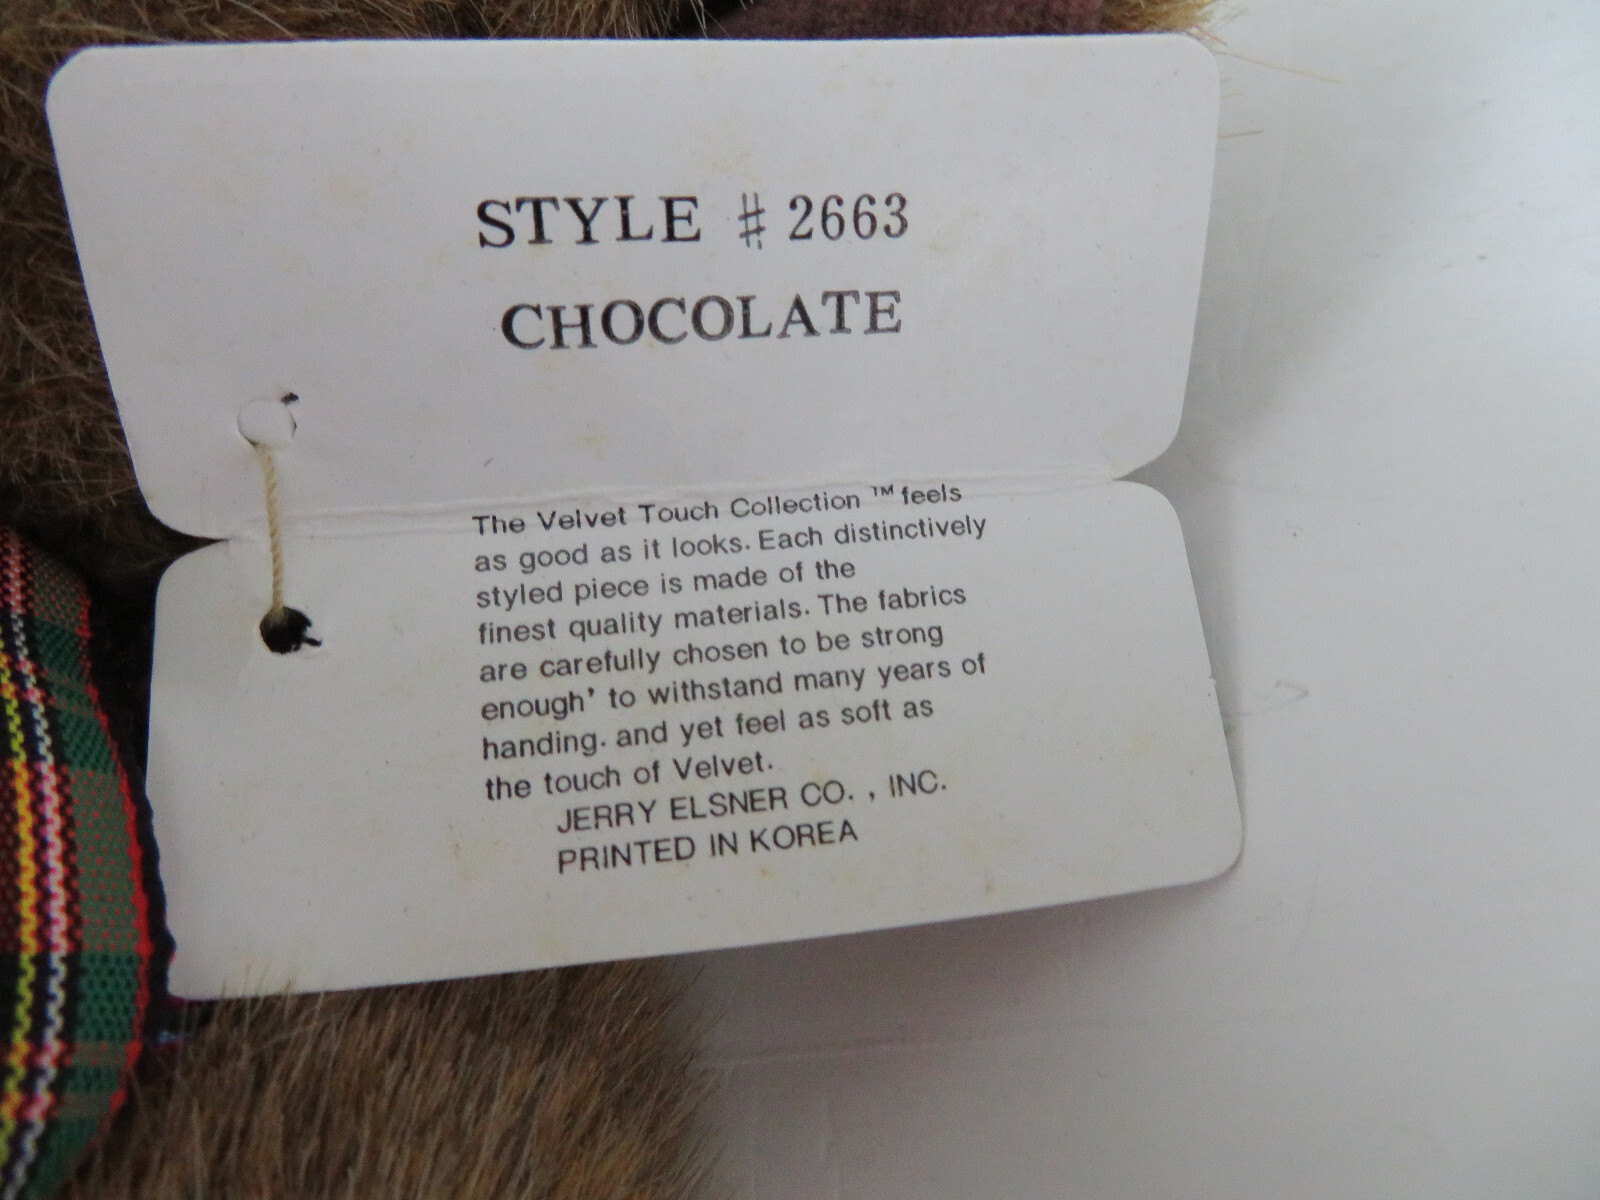 STYLE #2663
CHOCOLATE
The Velvet Touch Collection ™ feels
as good as it looks. Each distinctively
styled piece is made of the
finest quality materials. The fabrics
are carefully chosen to be strong
enough' to withstand many years of
handing. and yet feel as soft as
the touch of Velvet.
JERRY ELSNER CO. , INC.
PRINTED IN KOREA